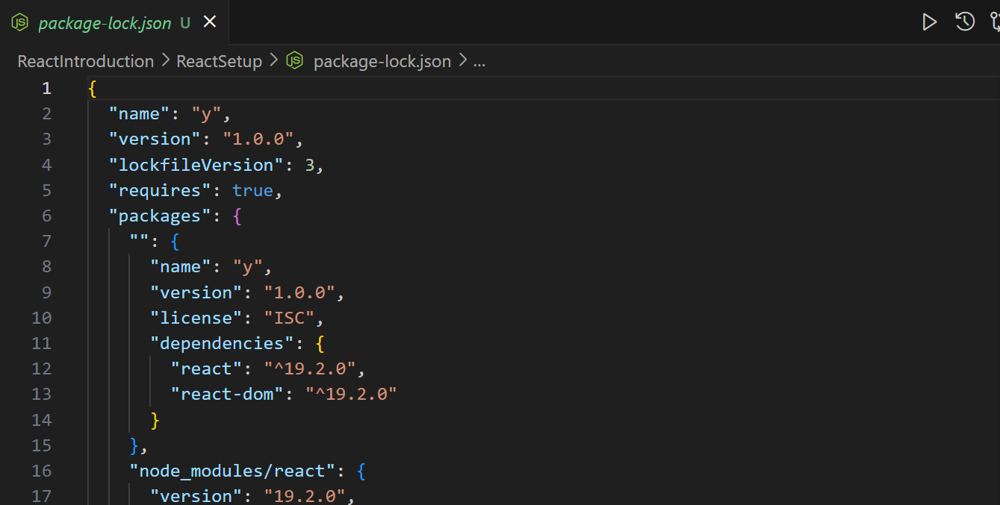 JS package-lock.json U
ReactIntroduction > ReactSetup > JS package-lock.json > ...
1 {
2 "name": "y",
3 "version": "1.0.0",
4 "lockfileVersion": 3,
5 "requires": true,
6 "packages": {
7 "": {
8 "name": "y",
9 "version": "1.0.0",
10 "license": "ISC",
11 "dependencies": {
12 "react": "^19.2.0",
13 "react-dom": "^19.2.0"
14 }
15 },
16 "node_modules/react": {
17 "version": "19.2.0",